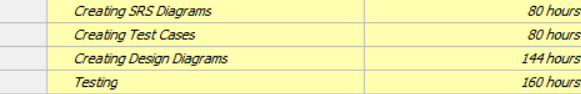 Creating SRS Diagrams 80 hours
Creating Test Cases 80 hours
Creating Design Diagrams 144 hours
Testing 160 hours